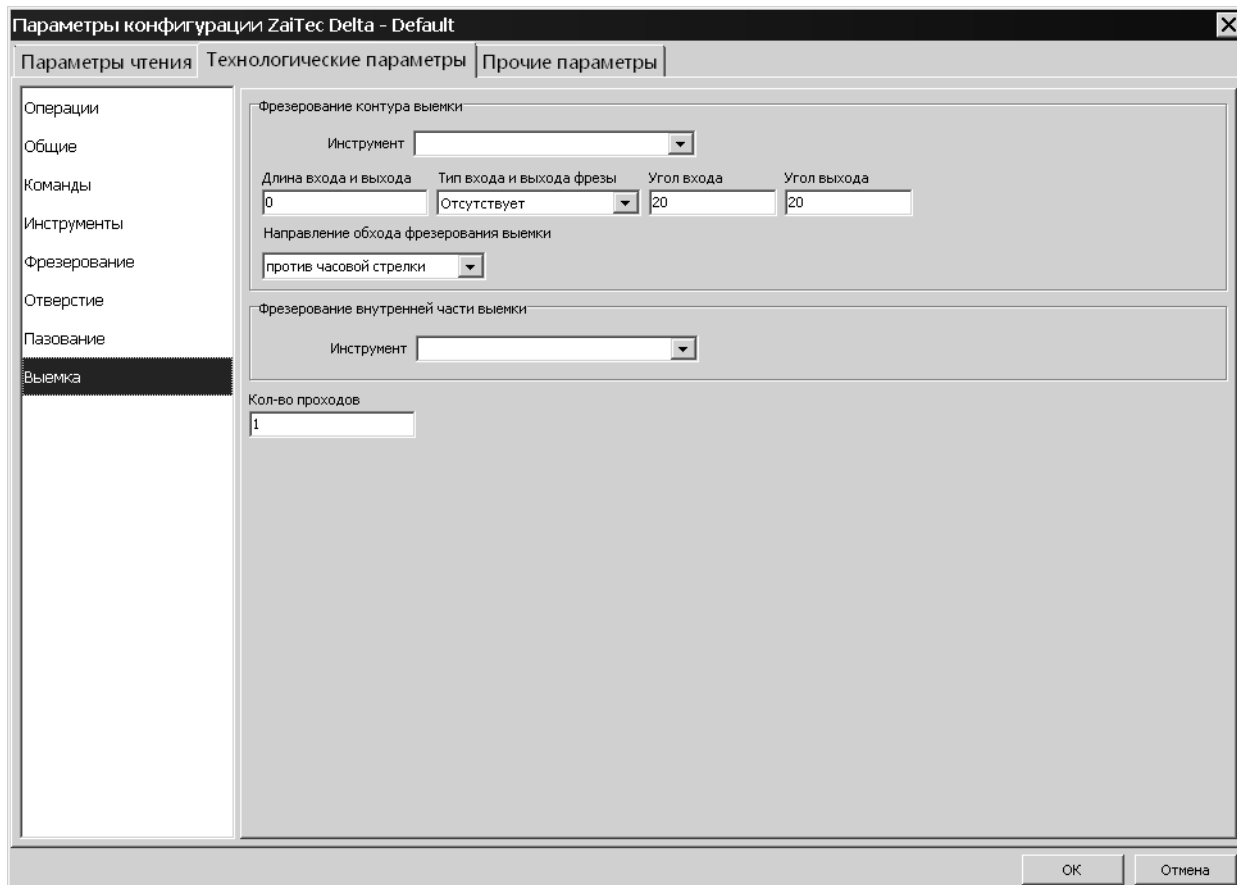 Параметры конфигурации ZaiTec Delta - Default
Параметры чтения Технологические параметры Прочие параметры
Операции
Общие
Команды
Инструменты
Фрезерование
Отверстие
Пазование
Выемка
Фрезерование контура выемки
Инструмент
Длина входа и выхода Тип входа и выхода фрезы Угол входа Угол выхода
0 Отсутствует 20 20
Направление обхода фрезерования выемки
против часовой стрелки
Фрезерование внутренней части выемки
Инструмент
Кол-во проходов
1
ОК Отмена